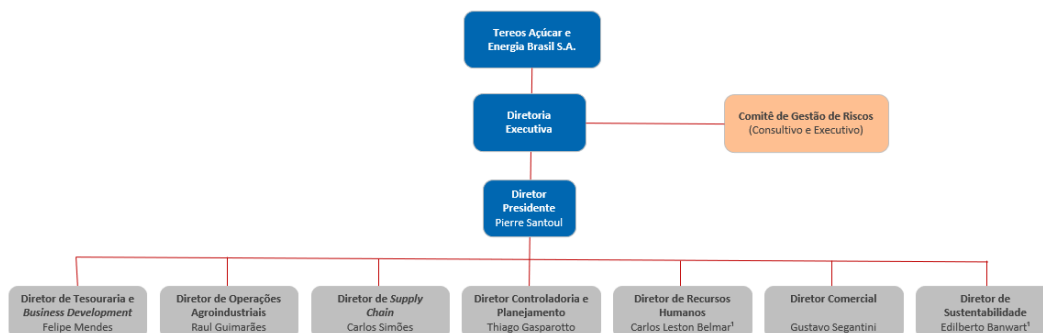 Tereos Açúcar e
Energia Brasil S.A.
Diretoria
Executiva
Comitê de Gestão de Riscos
(Consultivo e Executivo)
Diretor
Presidente
Pierre Santoul
Diretor de Tesouraria e
Business Development
Felipe Mendes
Diretor de Operações
Agroindustriais
Raul Guimarães
Diretor de Supply
Chain
Carlos Simões
Diretor Controladoria e
Planejamento
Thiago Gasparotto
Diretor de Recursos
Humanos
Carlos Leston Belmar¹
Diretor Comercial
Gustavo Segantini
Diretor de
Sustentabilidade
Edilberto Banwart¹